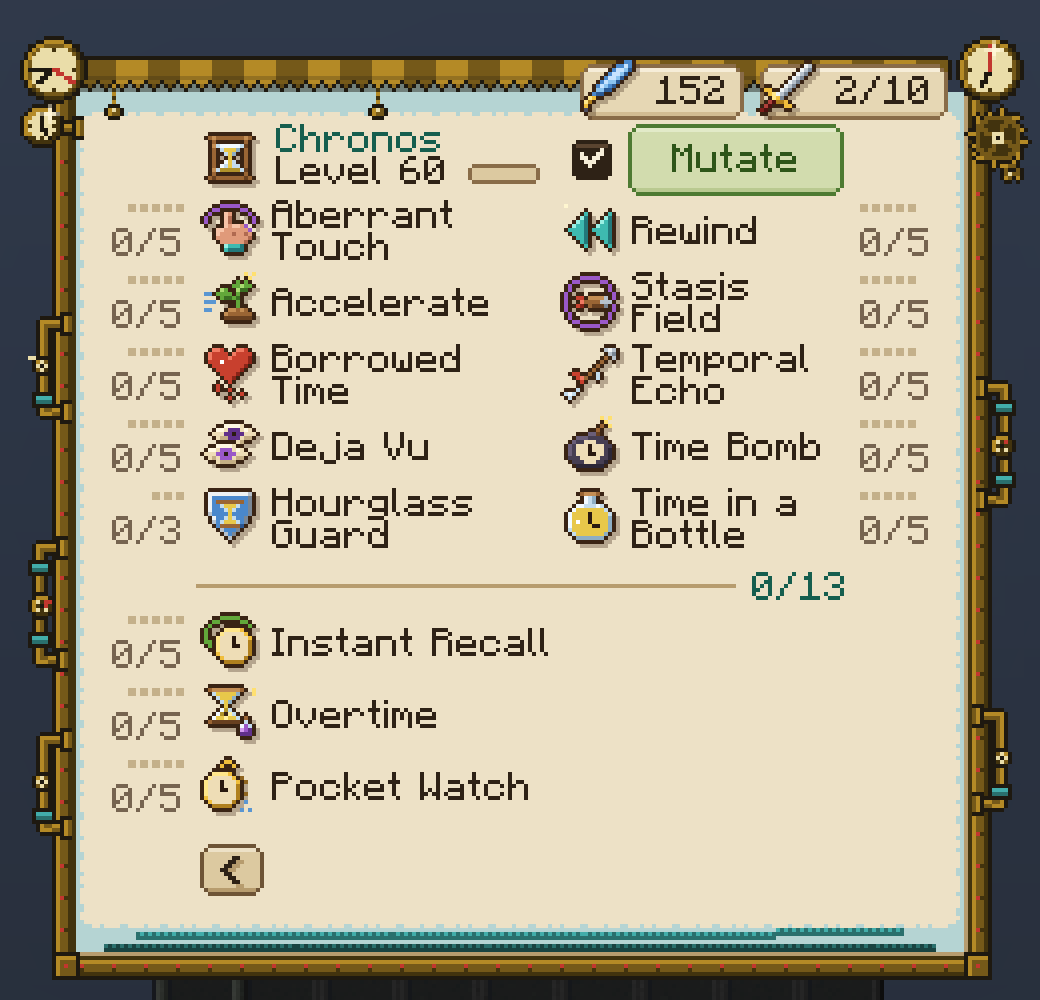 152 2/10
Chronos
Level 60
Mutate
0/5 Aberrant Touch
Rewind 0/5
0/5 Accelerate
Stasis Field 0/5
0/5 Borrowed Time
Temporal Echo 0/5
0/5 Deja Vu
Time Bomb 0/5
0/3 Hourglass Guard
Time in a Bottle 0/5
0/13
0/5 Instant Recall
0/5 Overtime
0/5 Pocket Watch